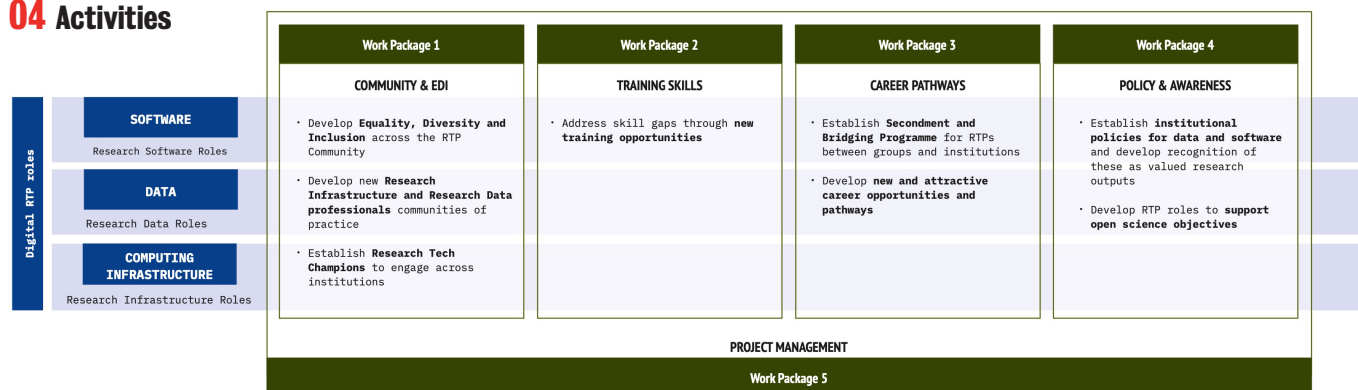 04 Activities
Digital RTP roles
SOFTWARE
Research Software Roles
DATA
Research Data Roles
COMPUTING
INFRASTRUCTURE
Research Infrastructure Roles
Work Package 1
COMMUNITY & EDI
· Develop Equality, Diversity and
Inclusion across the RTP
Community
· Develop new Research
Infrastructure and Research Data
professionals communities of
practice
· Establish Research Tech
Champions to engage across
institutions
Work Package 2
TRAINING SKILLS
· Address skill gaps through new
training opportunities
Work Package 3
CAREER PATHWAYS
· Establish Secondment and
Bridging Programme for RTPs
between groups and institutions
· Develop new and attractive
career opportunities and
pathways
Work Package 4
POLICY & AWARENESS
· Establish institutional
policies for data and software
and develop recognition of
these as valued research
outputs
· Develop RTP roles to support
open science objectives
PROJECT MANAGEMENT
Work Package 5